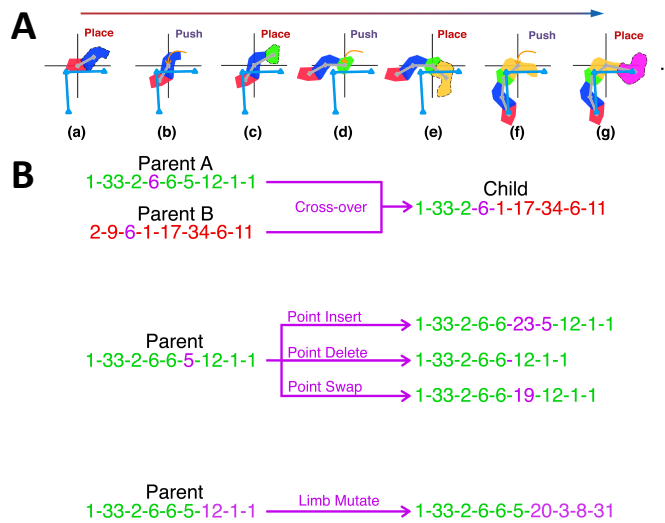 A
Place
Push
Place
Push
Place
Push
Place
(a)
(b)
(c)
(d)
(e)
(f)
(g)
B
Parent A
1-33-2-6-6-5-12-1-1
Parent B
2-9-6-1-17-34-6-11
Cross-over
Child
1-33-2-6-1-17-34-6-11
Parent
1-33-2-6-6-5-12-1-1
Point Insert
1-33-2-6-6-23-5-12-1-1
Point Delete
1-33-2-6-6-12-1-1
Point Swap
1-33-2-6-6-19-12-1-1
Parent
1-33-2-6-6-5-12-1-1
Limb Mutate
1-33-2-6-6-5-20-3-8-31